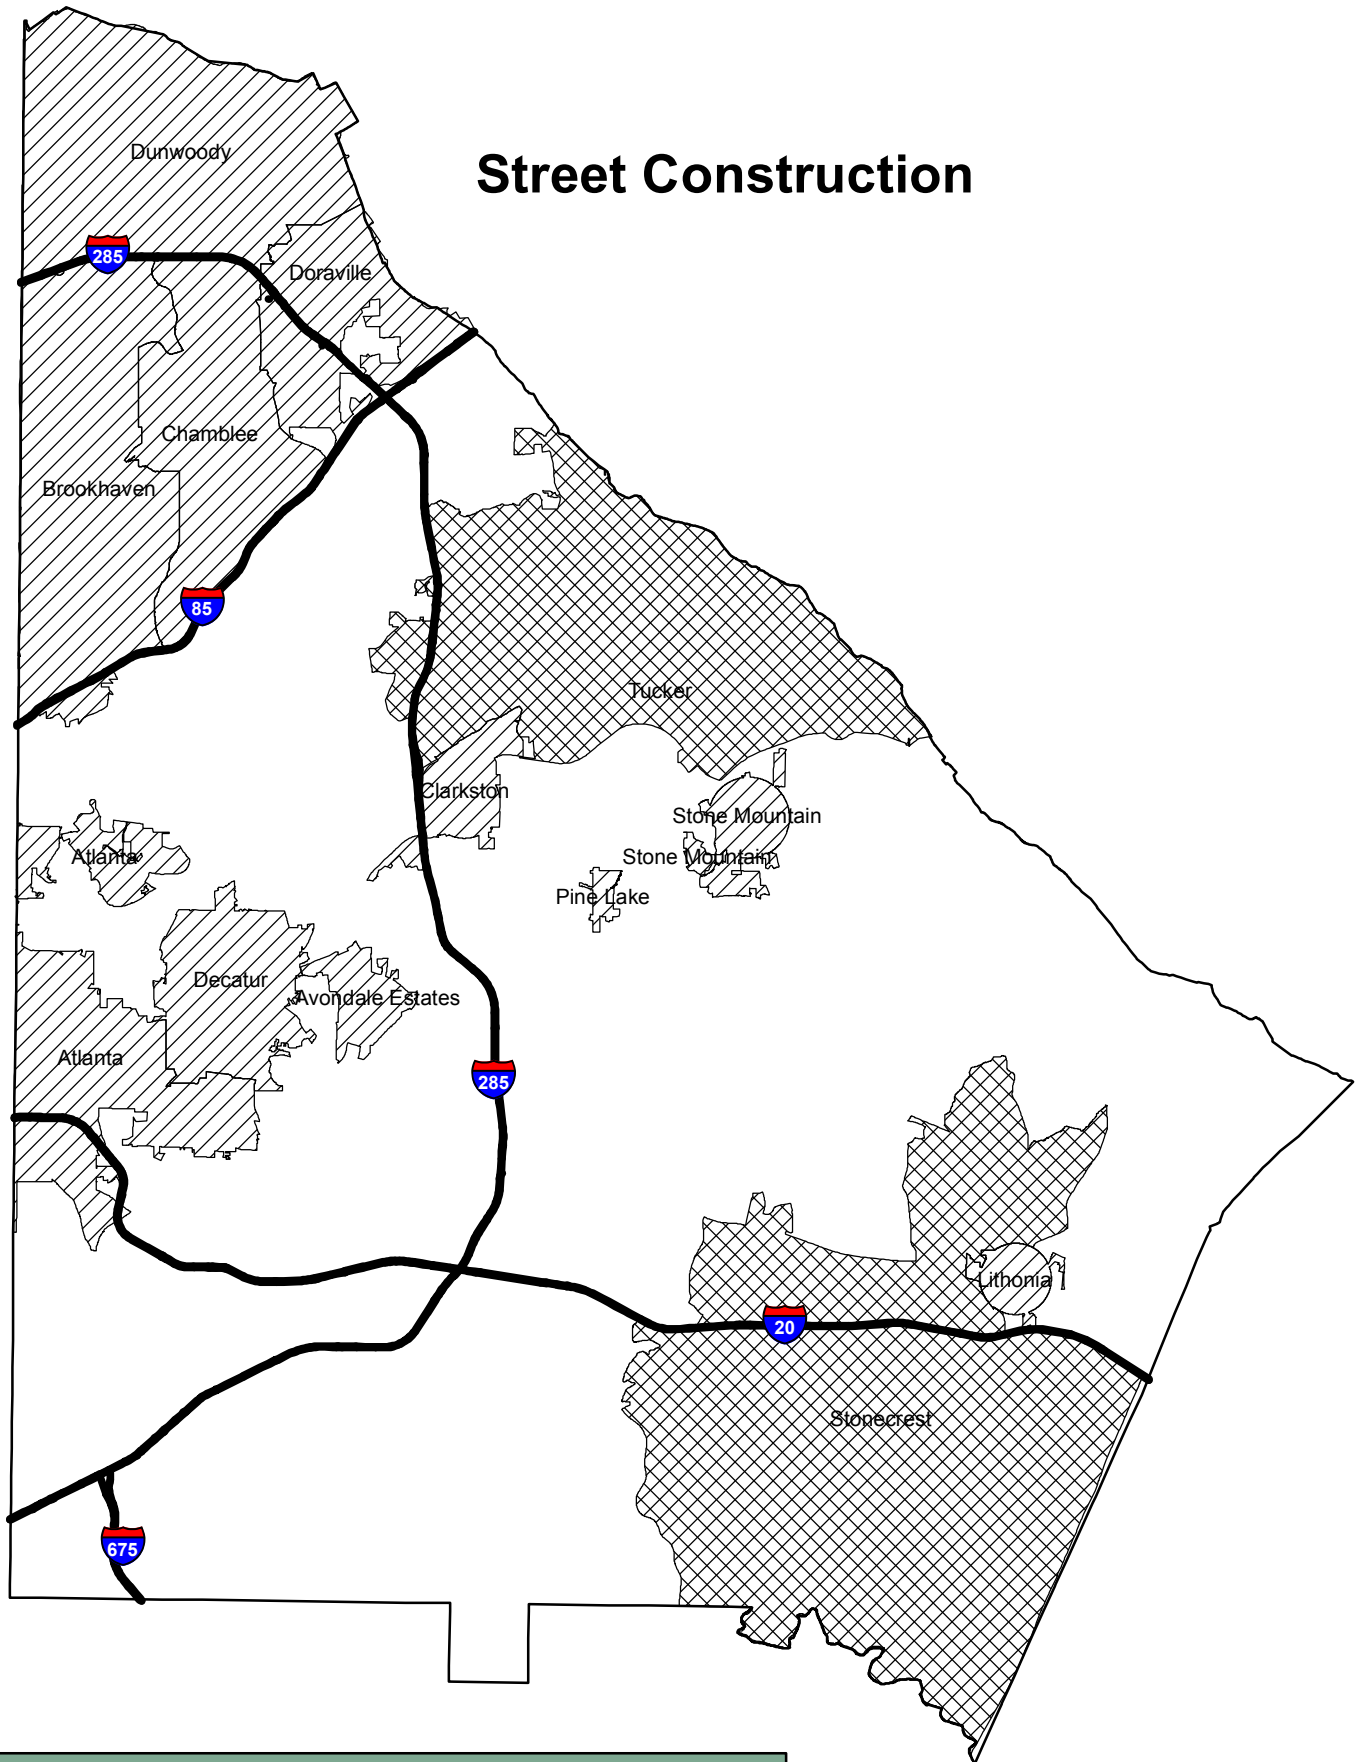 Dunwoody
Street Construction
285
Doraville
Chamblee
Brookhaven
85
Tucker
Clarkston
Stone Mountain
Atlanta
Stone Mountain
Pine Lake
Decatur
Avondale Estates
Atlanta
285
Lithonia
20
Stonecrest
675